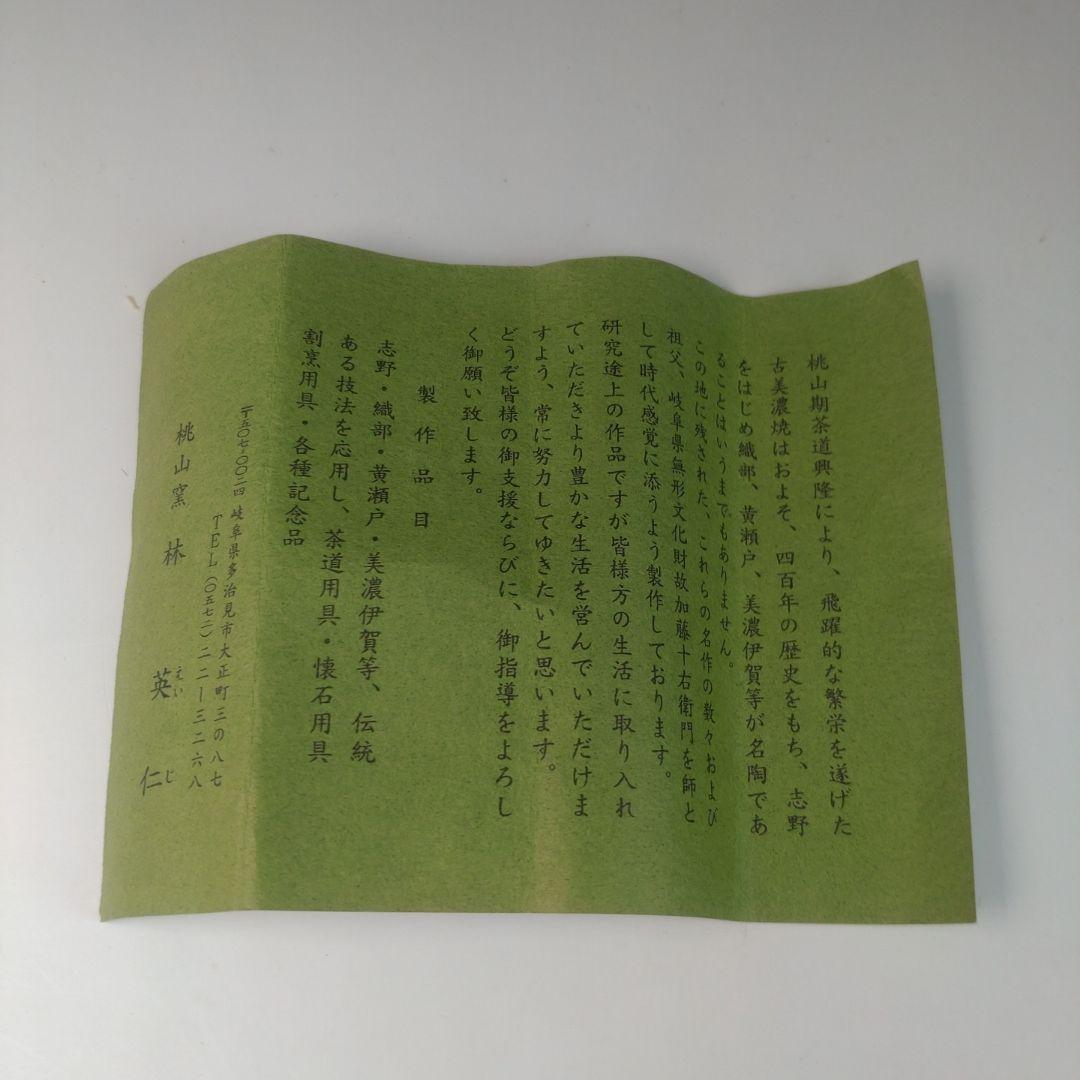 桃山期茶道興隆により、飛躍的な繁栄を遂げた
古美濃焼はおよそ、四百年の歴史をもち、志野
をはじめ織部、黄瀬戸、美濃伊賀等が名陶であ
ることはいうまでもありません。
この地に残された、これらの名作の数々および
祖父、岐阜県無形文化財故加藤十右衛門を師と
して時代感覚に添うよう製作しております。
研究途上の作品ですが皆様方の生活に取り入れ
ていただきより豊かな生活を営んでいただけま
すよう、常に努力してゆきたいと思います。
どうぞ皆様の御支援ならびに、御指導をよろし
く御願い致します。
製作品目
志野・織部・黄瀬戸・美濃伊賀等、伝統
ある技法を応用し、茶道用具・懐石用具
割烹用具・各種記念品
〒五〇七-〇〇三四 岐阜県多治見市大正町三の八七
TEL(〇五七二)二二-三二六八
桃山窯 林 英仁
えい じ